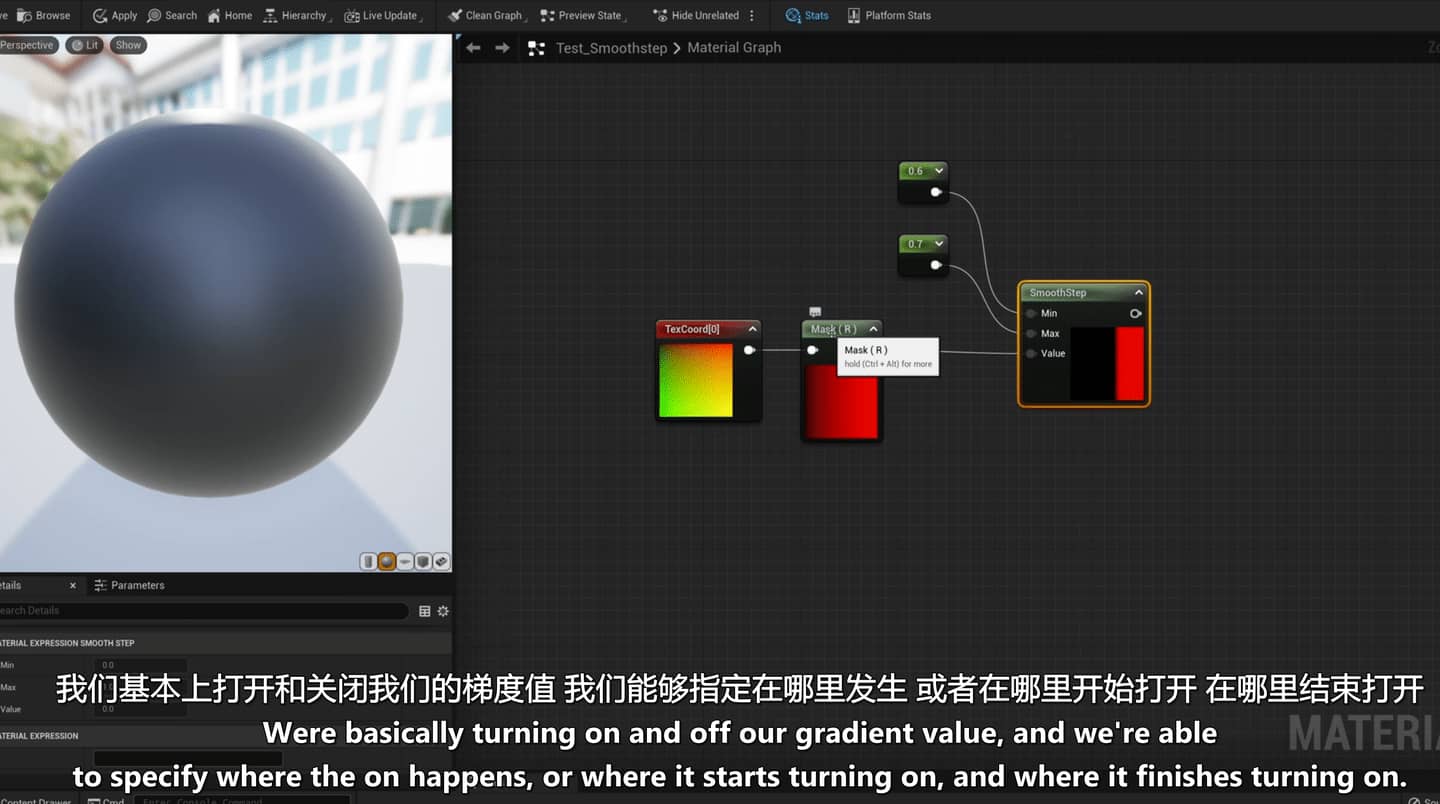 Browse Apply Search Home Hierarchy Live Update Clean Graph Preview State Hide Unrelated Stats Platform Stats
Perspective Lit Show
Test_Smoothstep > Material Graph
0.6
0.7
SmoothStep
Min
Max
Value
TexCoord[0]
Mask ( R )
Mask ( R )
hold (Ctrl + Alt) for more
Parameters
Search Details
MATERIAL EXPRESSION SMOOTH STEP
Min 0.0
Max
Value 0.0
MATERIAL EXPRESSION
我们基本上打开和关闭我们的梯度值 我们能够指定在哪里发生 或者在哪里开始打开 在哪里结束打开
Were basically turning on and off our gradient value, and we're able
to specify where the on happens, or where it starts turning on, and where it finishes turning on.
MATERIA
Content Drawer Cmd Enter Console Command